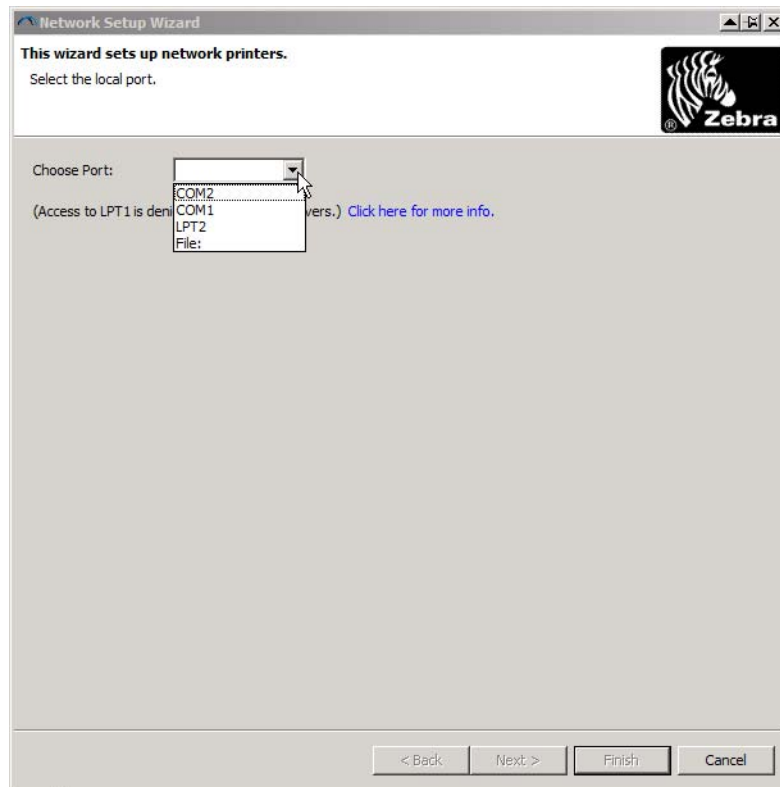 Network Setup Wizard
This wizard sets up network printers.
Select the local port.
® Zebra
Choose Port:
COM2
(Access to LPT1 is deni COM1 vers.) Click here for more info.
LPT2
File:
< Back Next > Finish Cancel